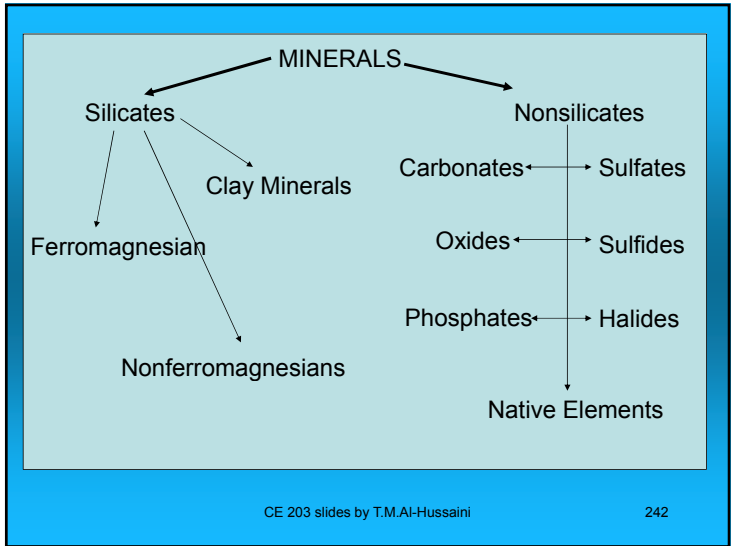 MINERALS
Silicates
Nonsilicates
Carbonates
Sulfates
Clay Minerals
Ferromagnesian
Oxides
Sulfides
Phosphates
Halides
Nonferromagnesians
Native Elements
CE 203 slides by T.M.Al-Hussaini
242